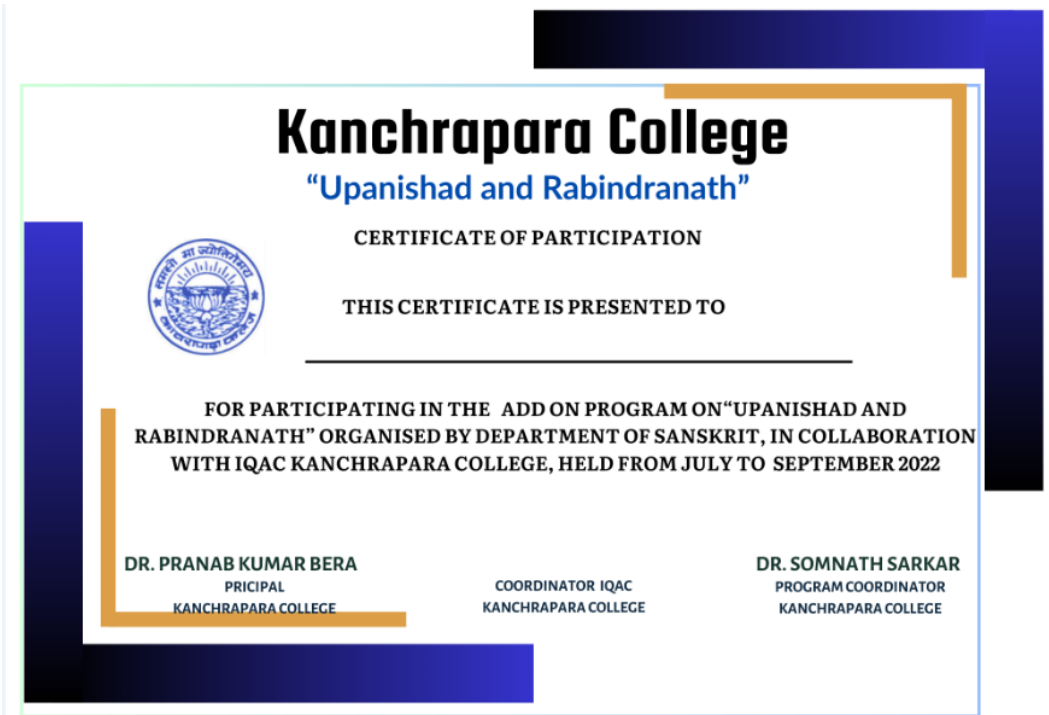 Kanchrapara College
“Upanishad and Rabindranath”
CERTIFICATE OF PARTICIPATION
तमसो मा ज्योतिर्गमय
THIS CERTIFICATE IS PRESENTED TO
FOR PARTICIPATING IN THE ADD ON PROGRAM ON“UPANISHAD AND
RABINDRANATH” ORGANISED BY DEPARTMENT OF SANSKRIT, IN COLLABORATION
WITH IQAC KANCHRAPARA COLLEGE, HELD FROM JULY TO SEPTEMBER 2022
DR. PRANAB KUMAR BERA
PRICIPAL
KANCHRAPARA COLLEGE
COORDINATOR IQAC
KANCHRAPARA COLLEGE
DR. SOMNATH SARKAR
PROGRAM COORDINATOR
KANCHRAPARA COLLEGE